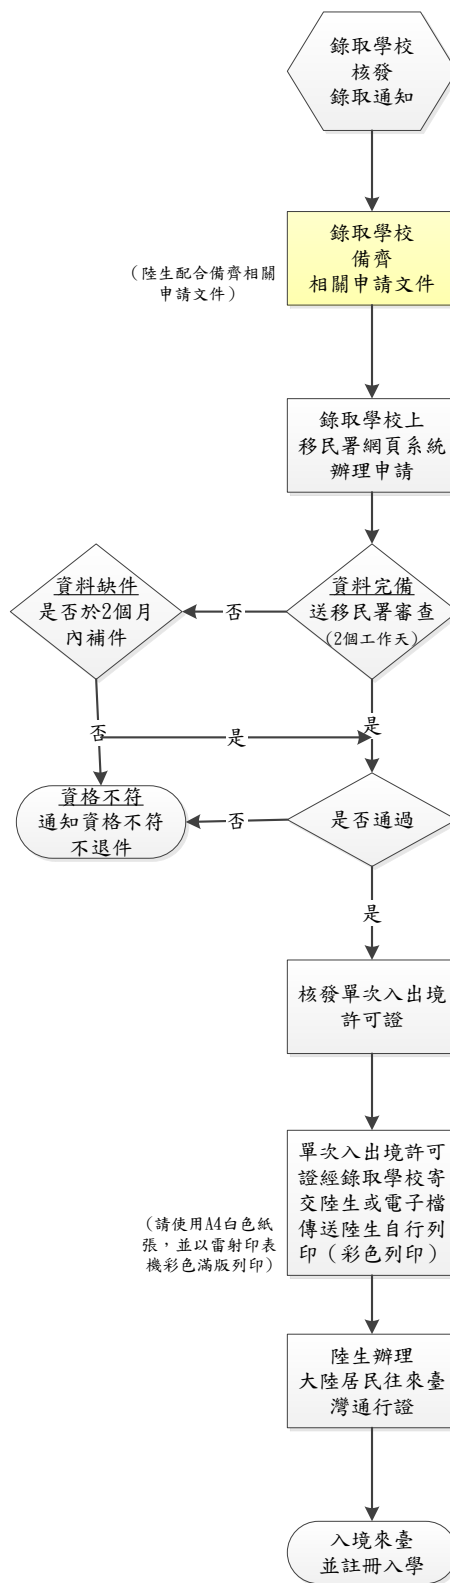 錄取學校
核發
錄取通知
錄取學校
備齊
相關申請文件
（陸生配合備齊相關
申請文件）
錄取學校上
移民署網頁系統
辦理申請
資料缺件
是否於2個月
內補件
否
資料完備
送移民署審查
(2個工作天)
否
是
是
資格不符
通知資格不符
不退件
否
是否通過
是
核發單次入出境
許可證
單次入出境許可
證經錄取學校寄
交陸生或電子檔
傳送陸生自行列
印（彩色列印）
(請使用A4白色紙
張，並以雷射印表
機彩色滿版列印)
陸生辦理
大陸居民往來臺
灣通行證
入境來臺
並註冊入學